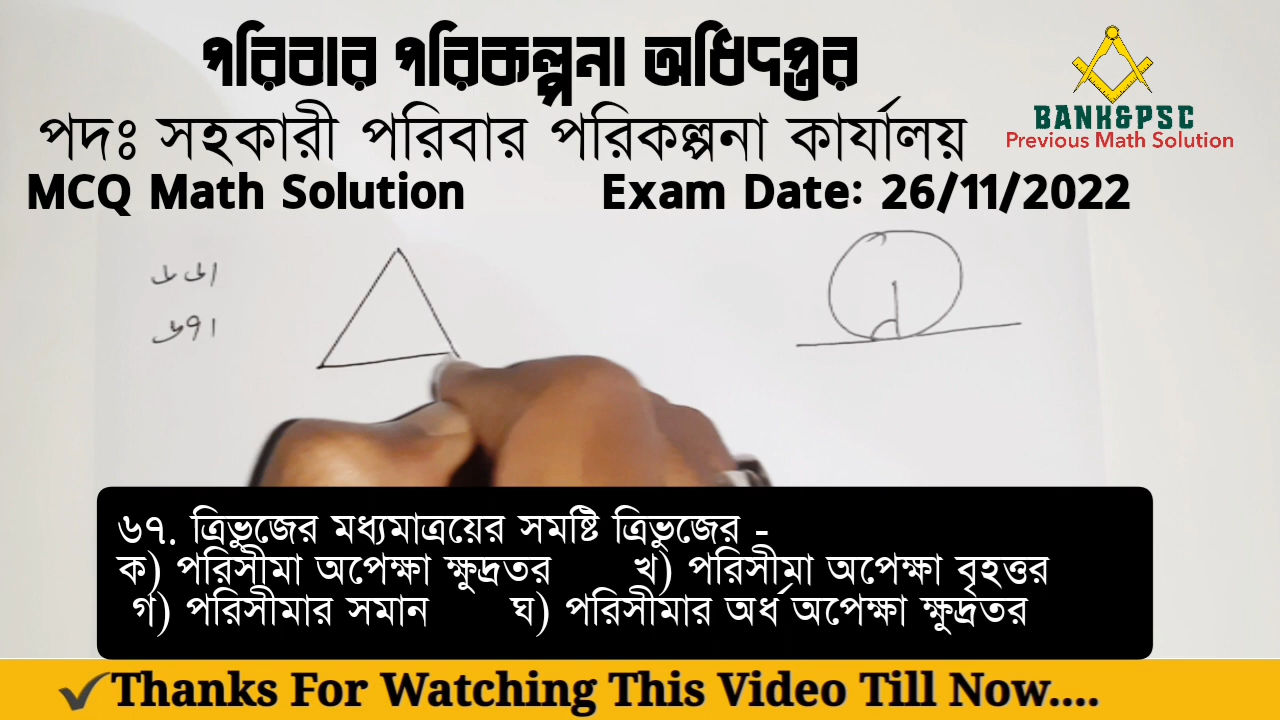 পরিবার পরিকল্পনা অধিদপ্তর
BANK&PSC
Previous Math Solution
পদঃ সহকারী পরিবার পরিকল্পনা কার্যালয়
MCQ Math Solution Exam Date: 26/11/2022
৬৬।
৬৭।
৬৭. ত্রিভুজের মধ্যমাত্রয়ের সমষ্টি ত্রিভুজের -
ক) পরিসীমা অপেক্ষা ক্ষুদ্রতর খ) পরিসীমা অপেক্ষা বৃহত্তর
গ) পরিসীমার সমান ঘ) পরিসীমার অর্ধ অপেক্ষা ক্ষুদ্রতর
Thanks For Watching This Video Till Now....